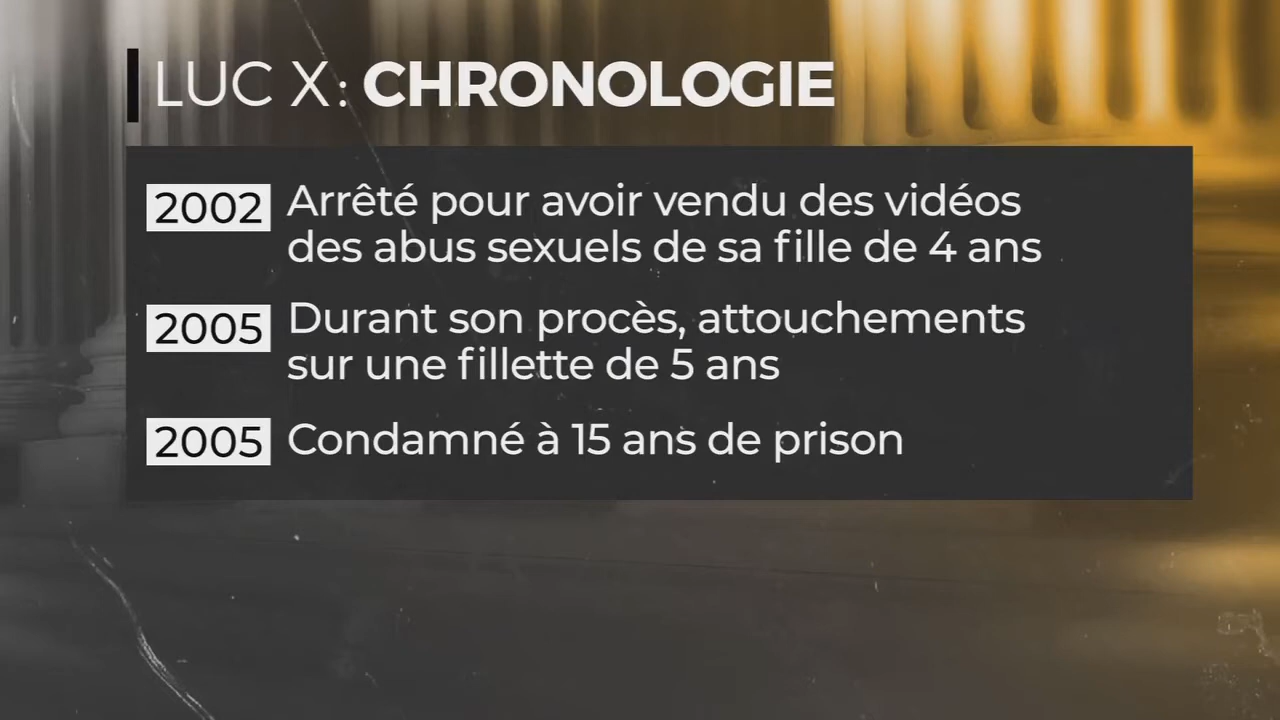 LUC X : CHRONOLOGIE
2002 Arrêté pour avoir vendu des vidéos
des abus sexuels de sa fille de 4 ans
2005 Durant son procès, attouchements
sur une fillette de 5 ans
2005 Condamné à 15 ans de prison